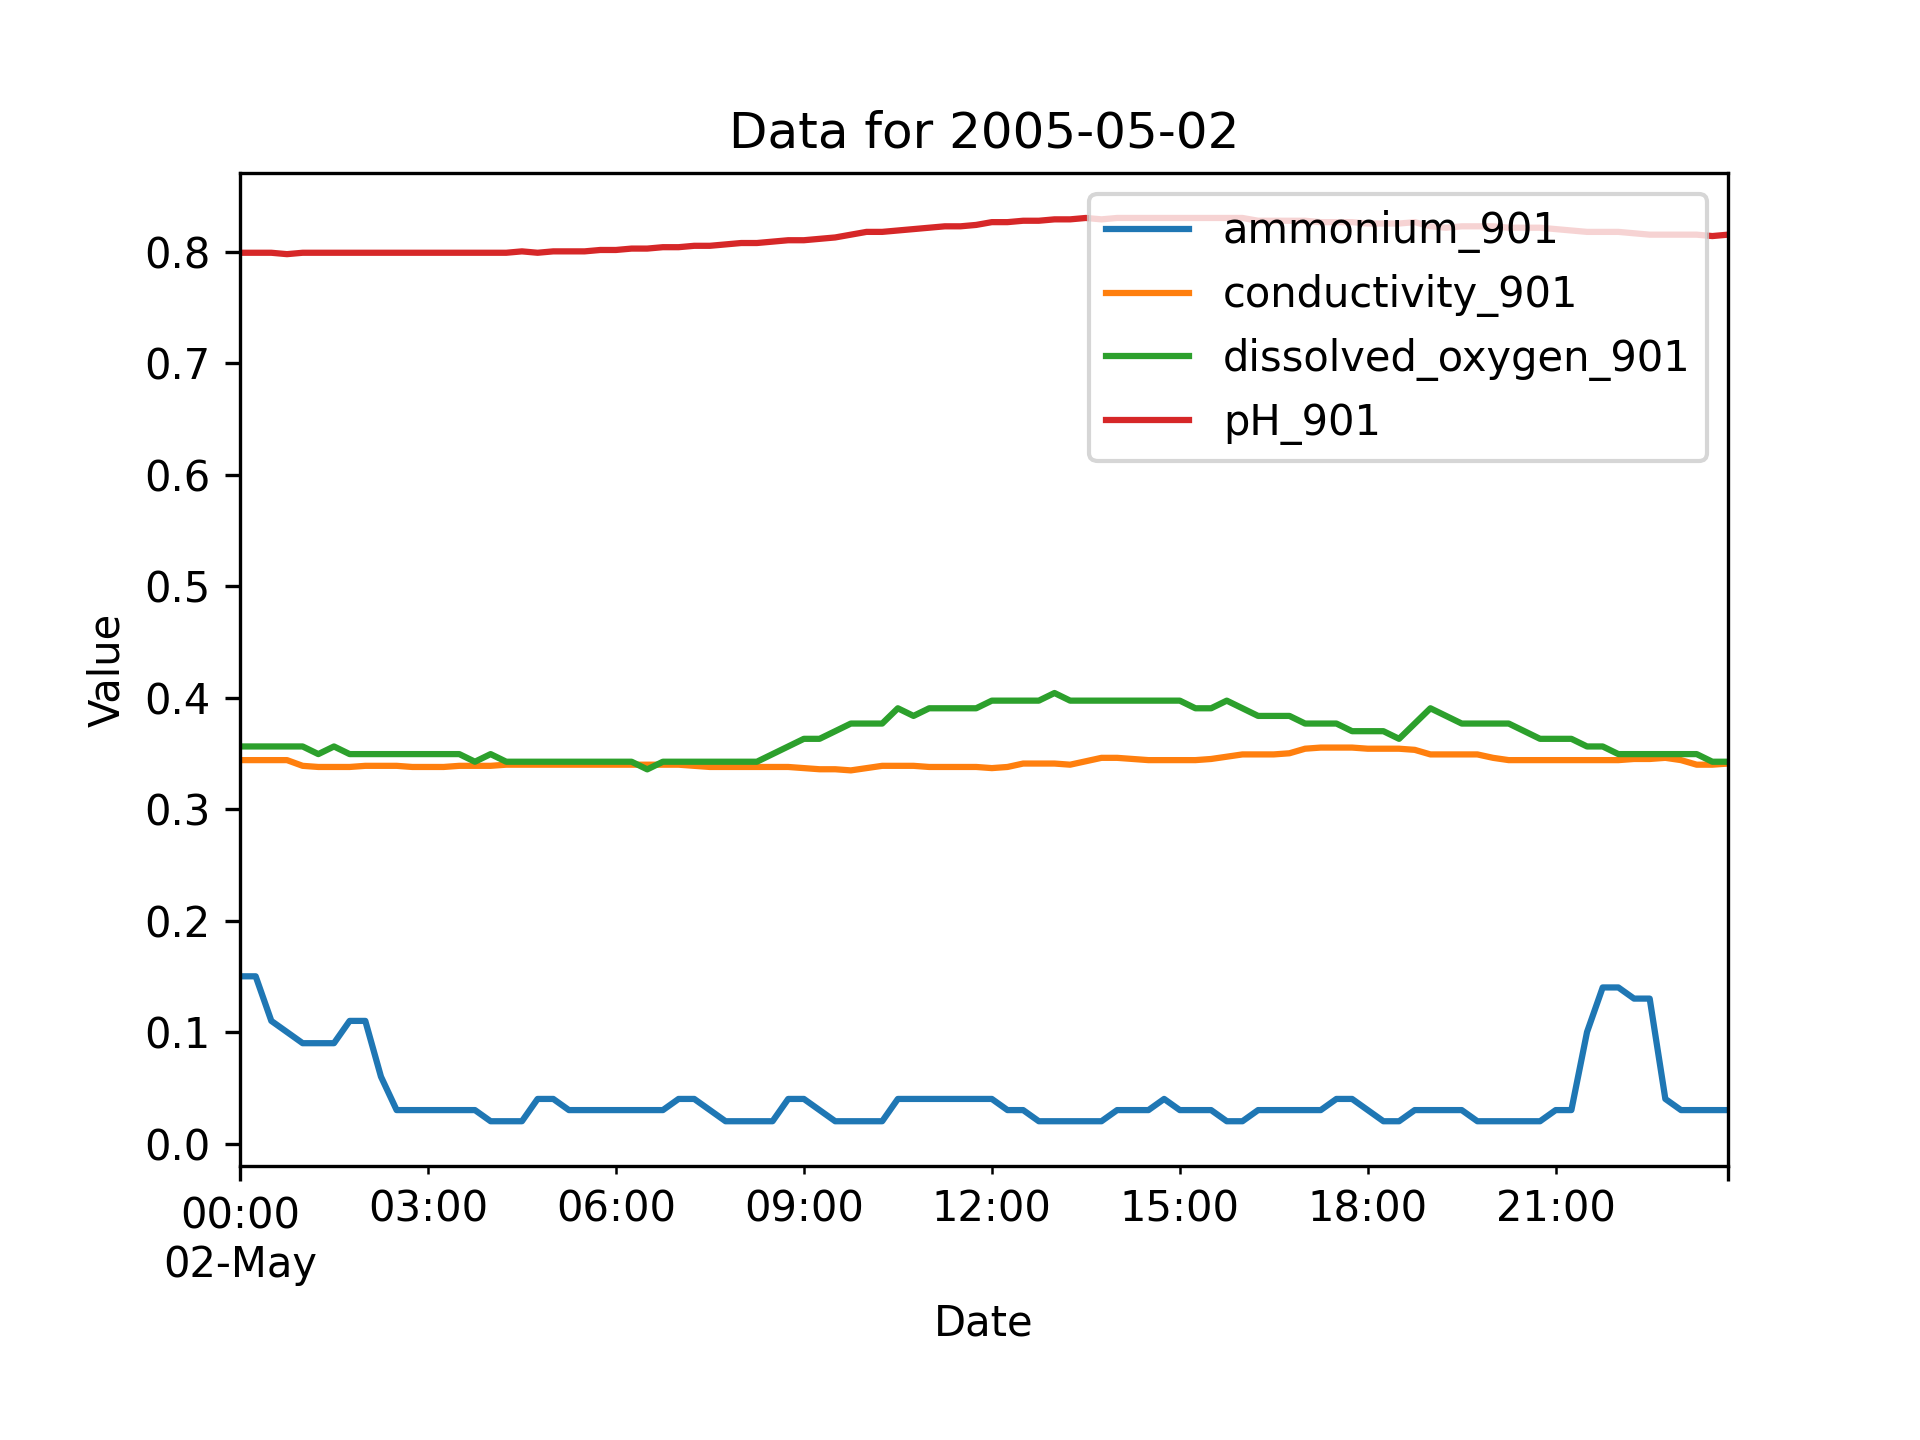 Data for 2005-05-02
0.8
0.7
0.6
0.5
0.4
0.3
0.2
0.1
0.0
Value
ammonium_901
conductivity_901
dissolved_oxygen_901
pH_901
00:00 03:00 06:00 09:00 12:00 15:00 18:00 21:00
02-May
Date